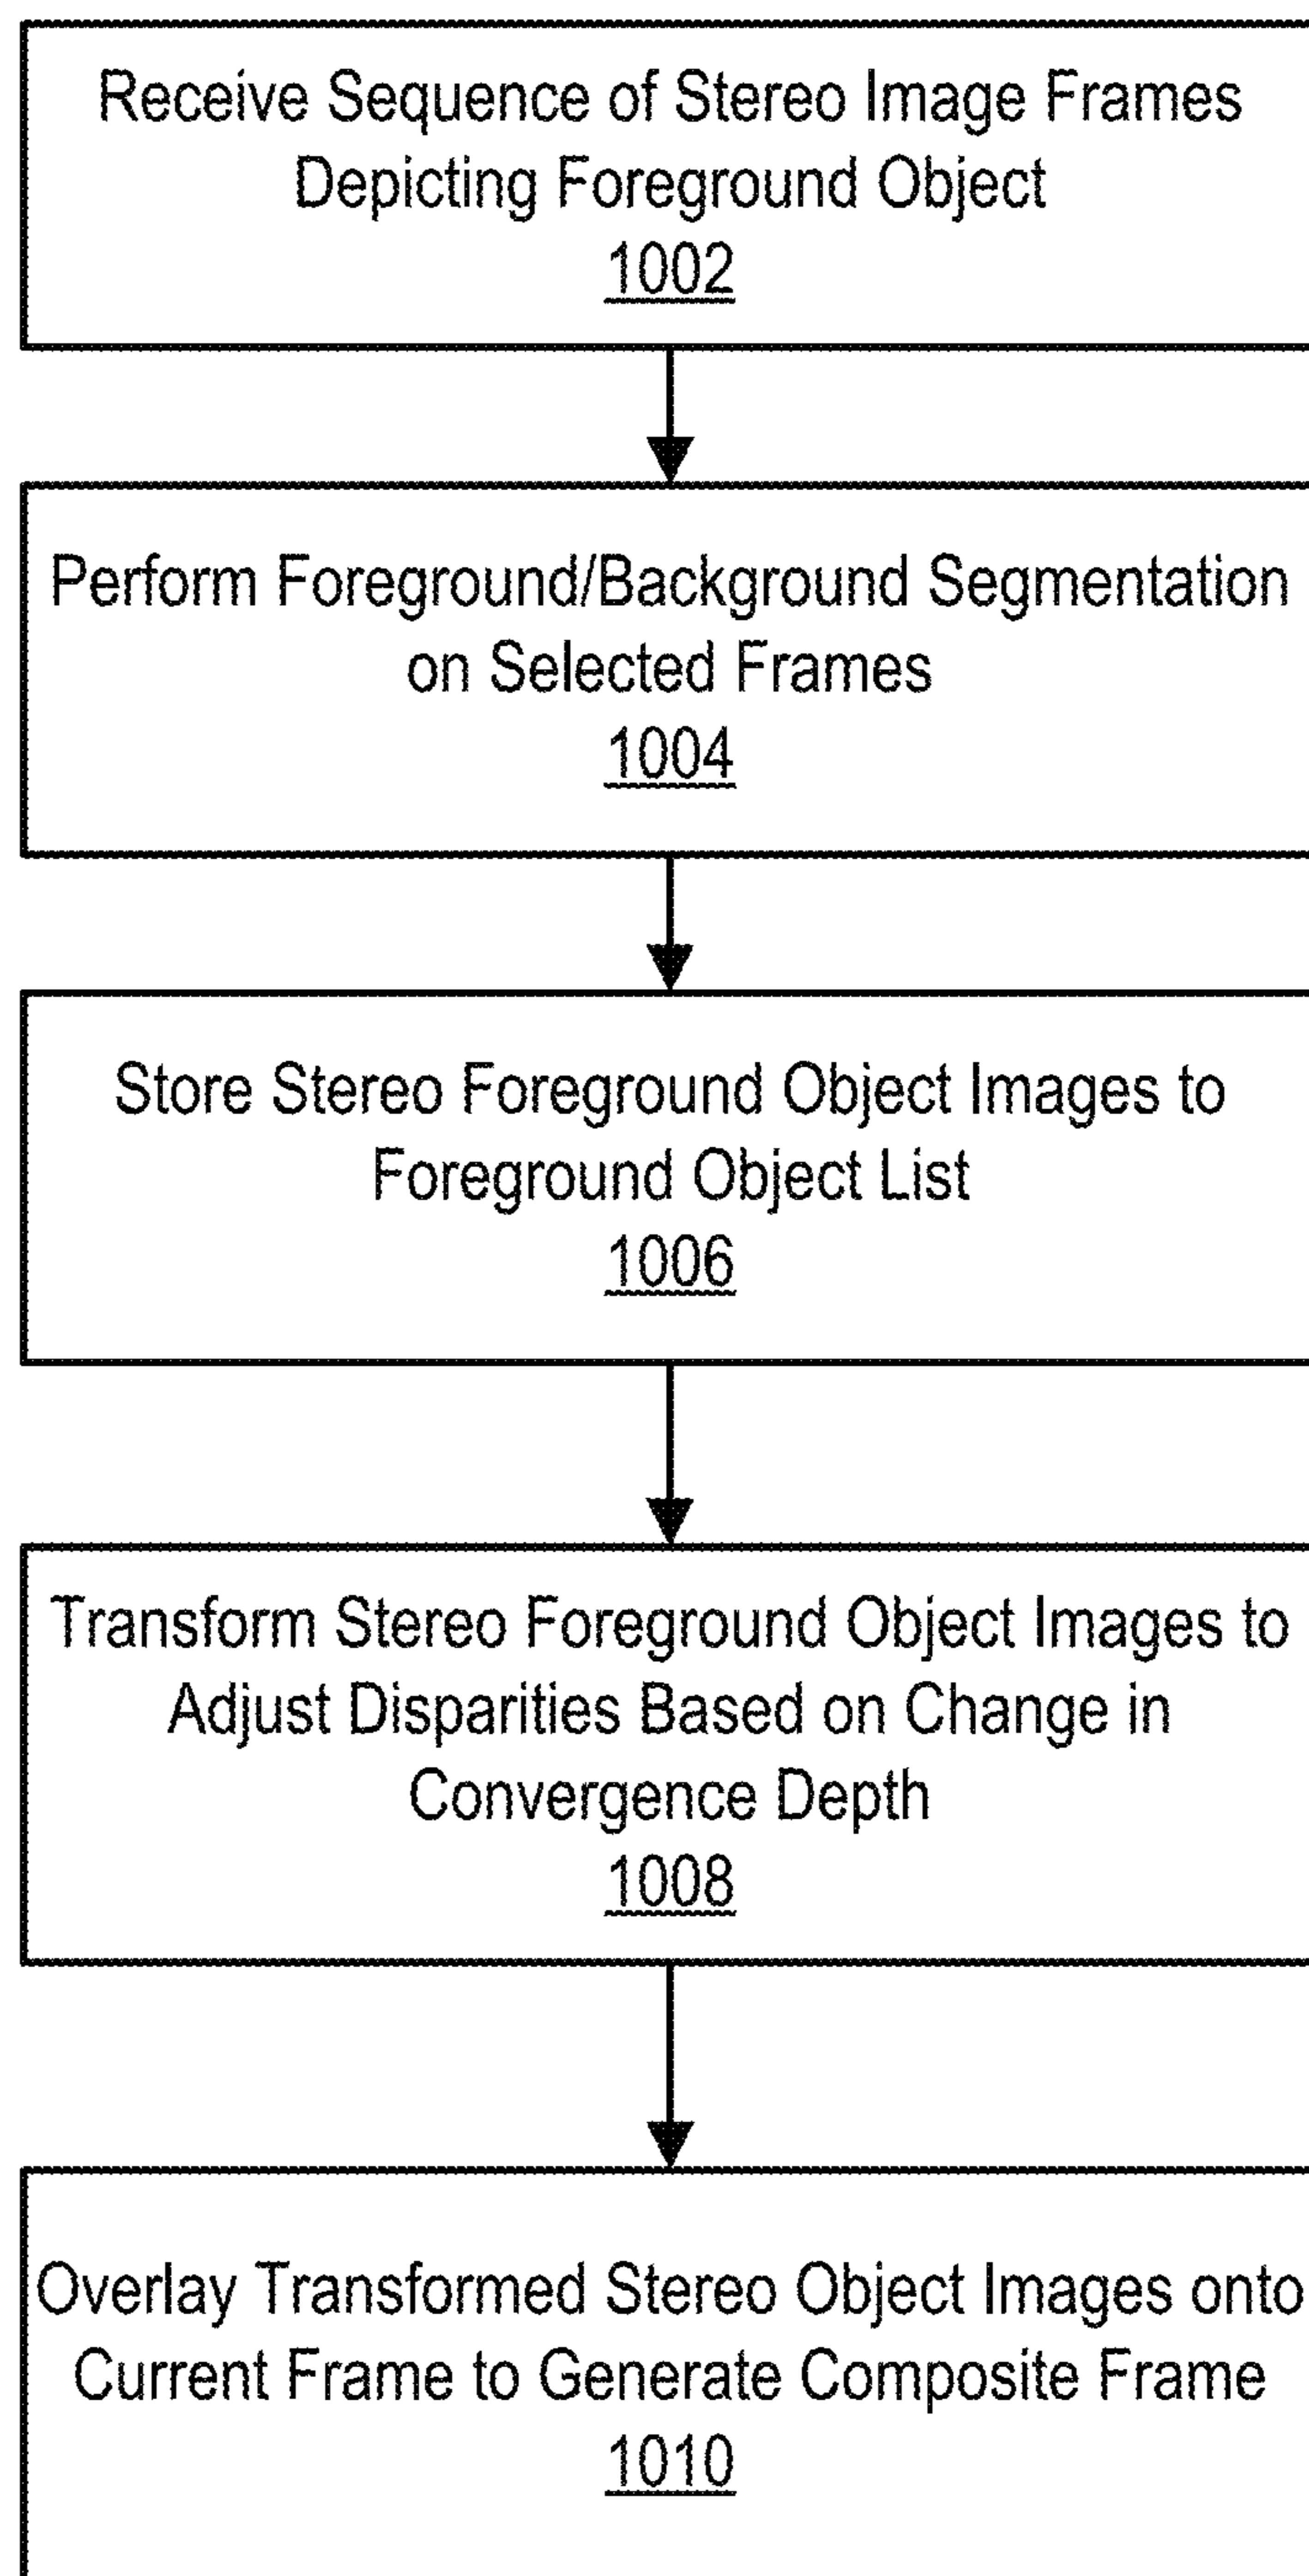 Receive Sequence of Stereo Image Frames
Depicting Foreground Object
1002
Perform Foreground/Background Segmentation
on Selected Frames
1004
Store Stereo Foreground Object Images to
Foreground Object List
1006
Transform Stereo Foreground Object Images to
Adjust Disparities Based on Change in
Convergence Depth
1008
Overlay Transformed Stereo Object Images onto
Current Frame to Generate Composite Frame
1010